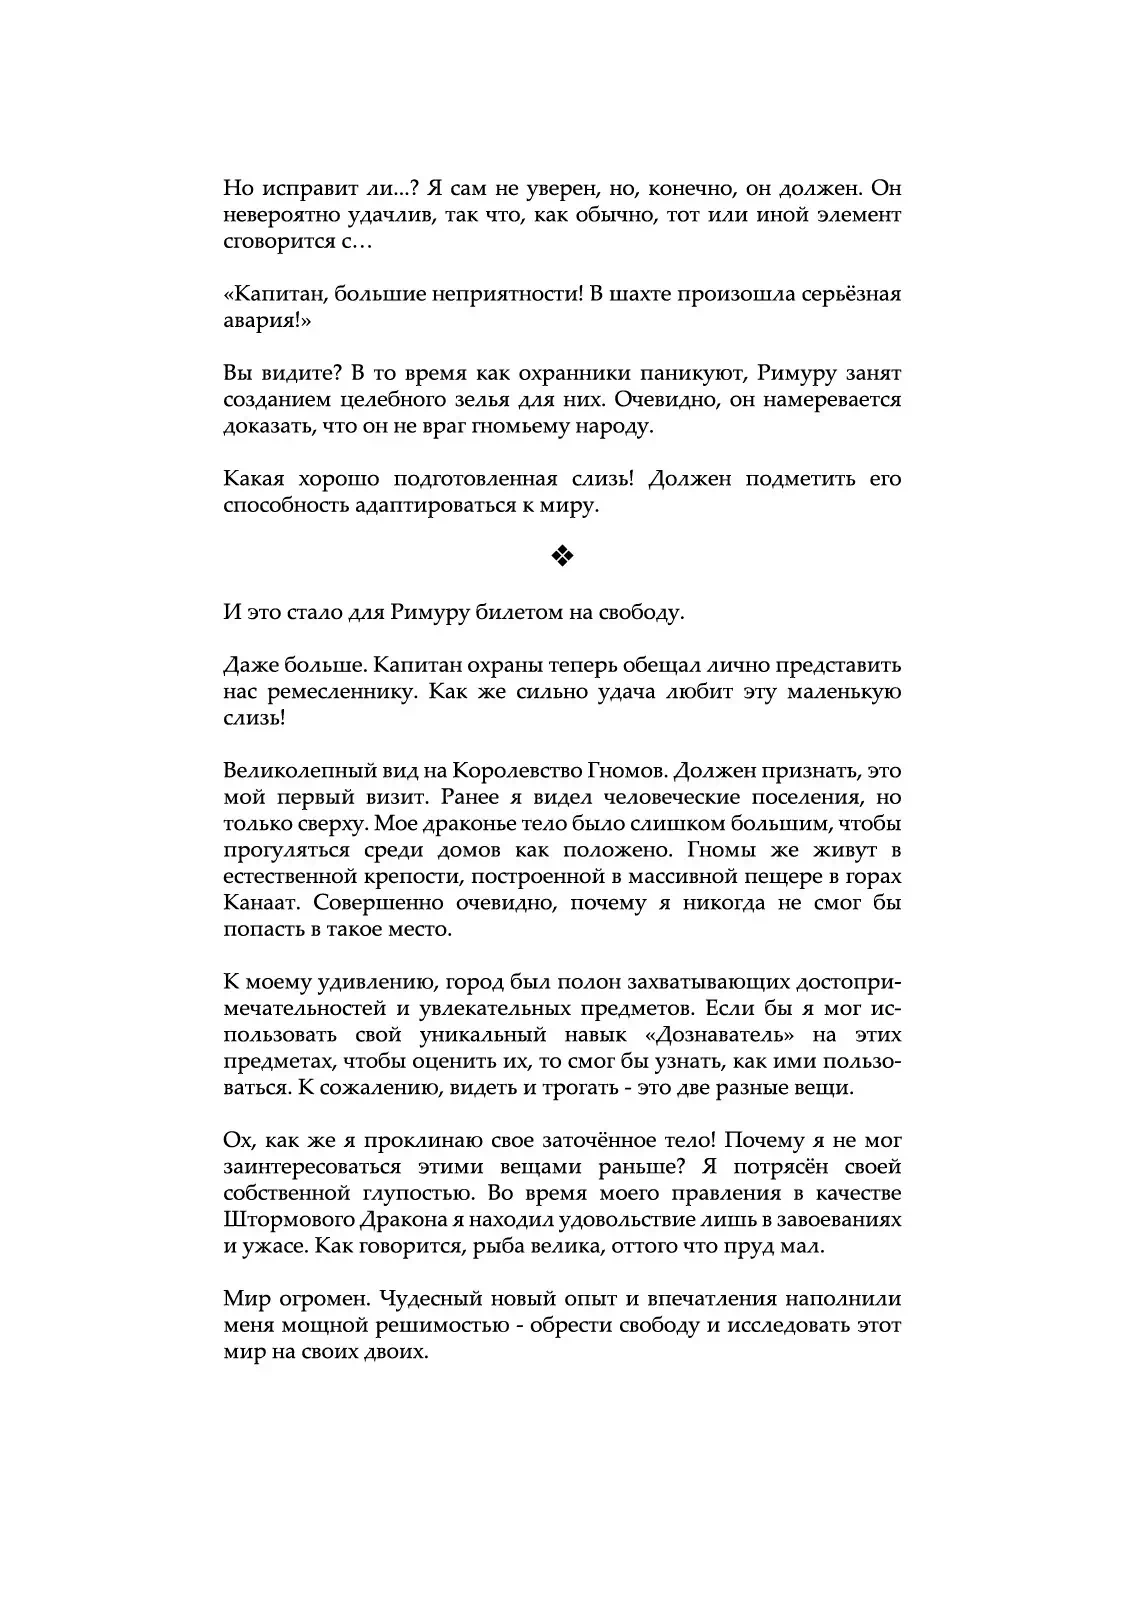 Но исправит ли...? Я сам не уверен, но, конечно, он должен. Он
невероятно удачлив, так что, как обычно, тот или иной элемент
сговорится с…
«Капитан, большие неприятности! В шахте произошла серьёзная
авария!»
Вы видите? В то время как охранники паникуют, Римуру занят
созданием целебного зелья для них. Очевидно, он намеревается
доказать, что он не враг гномьему народу.
Какая хорошо подготовленная слизь! Должен подметить его
способность адаптироваться к миру.
❖
И это стало для Римуру билетом на свободу.
Даже больше. Капитан охраны теперь обещал лично представить
нас ремесленнику. Как же сильно удача любит эту маленькую
слизь!
Великолепный вид на Королевство Гномов. Должен признать, это
мой первый визит. Ранее я видел человеческие поселения, но
только сверху. Мое драконье тело было слишком большим, чтобы
прогуляться среди домов как положено. Гномы же живут в
естественной крепости, построенной в массивной пещере в горах
Канаат. Совершенно очевидно, почему я никогда не смог бы
попасть в такое место.
К моему удивлению, город был полон захватывающих достопри-
мечательностей и увлекательных предметов. Если бы я мог ис-
пользовать свой уникальный навык «Дознаватель» на этих
предметах, чтобы оценить их, то смог бы узнать, как ими пользо-
ваться. К сожалению, видеть и трогать - это две разные вещи.
Ох, как же я проклинаю свое заточённое тело! Почему я не мог
заинтересоваться этими вещами раньше? Я потрясён своей
собственной глупостью. Во время моего правления в качестве
Штормового Дракона я находил удовольствие лишь в завоеваниях
и ужасе. Как говорится, рыба велика, оттого что пруд мал.
Мир огромен. Чудесный новый опыт и впечатления наполнили
меня мощной решимостью - обрести свободу и исследовать этот
мир на своих двоих.